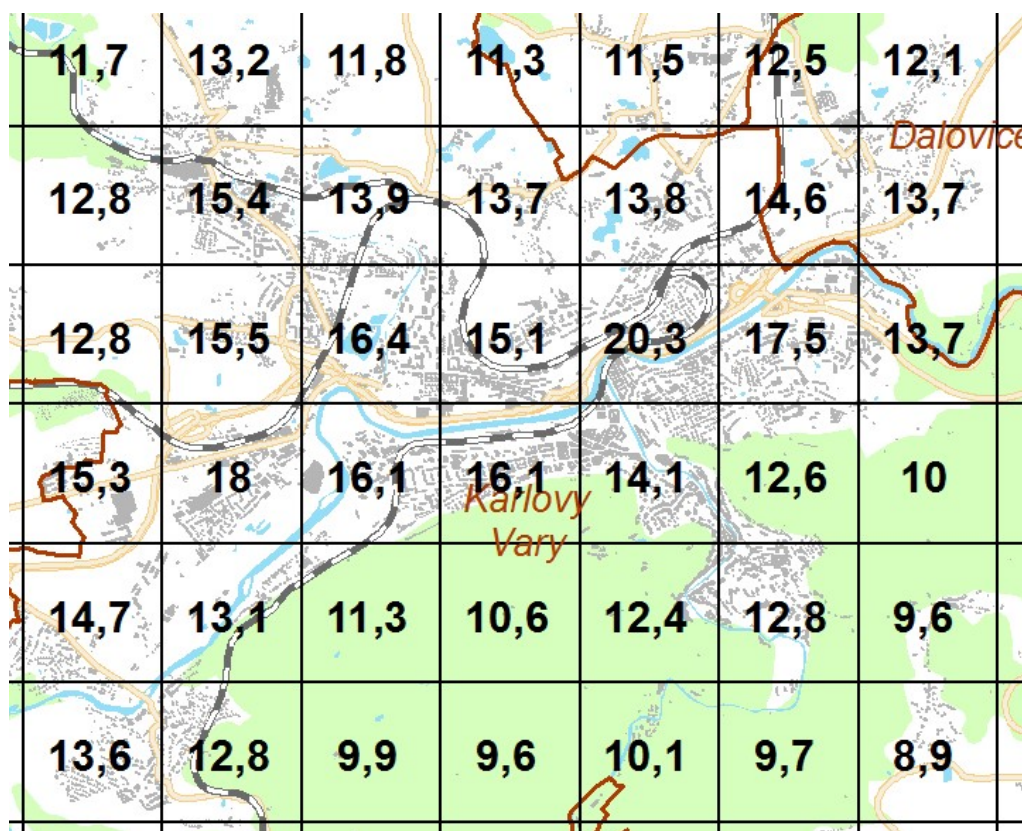 11,7 13,2 11,8 11,3 11,5 12,5 12,1
Dalovice
12,8 15,4 13,9 13,7 13,8 14,6 13,7
12,8 15,5 16,4 15,1 20,3 17,5 13,7
15,3 18 16,1 16,1 14,1 12,6 10
Karlovy
Vary
14,7 13,1 11,3 10,6 12,4 12,8 9,6
13,6 12,8 9,9 9,6 10,1 9,7 8,9